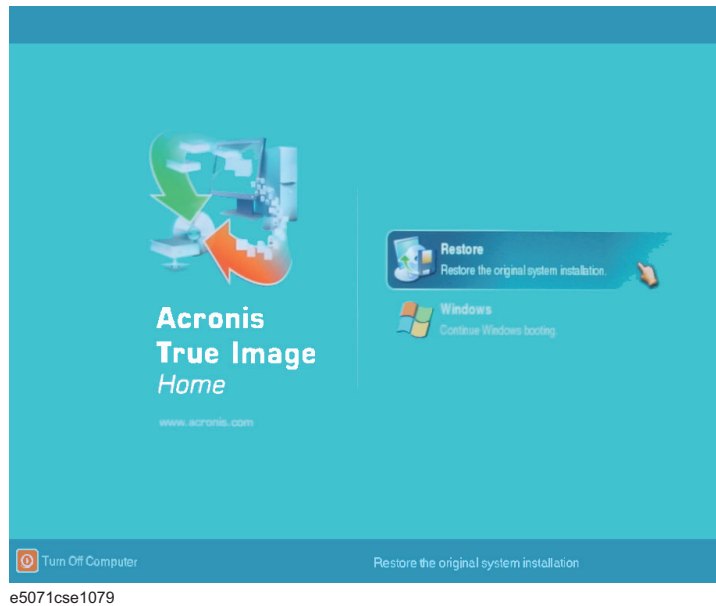 Acronis
True Image
Home
www.acronis.com
Restore
Restore the original system installation.
Windows
Continue Windows booting.
Turn Off Computer
Restore the original system installation
e5071cse1079